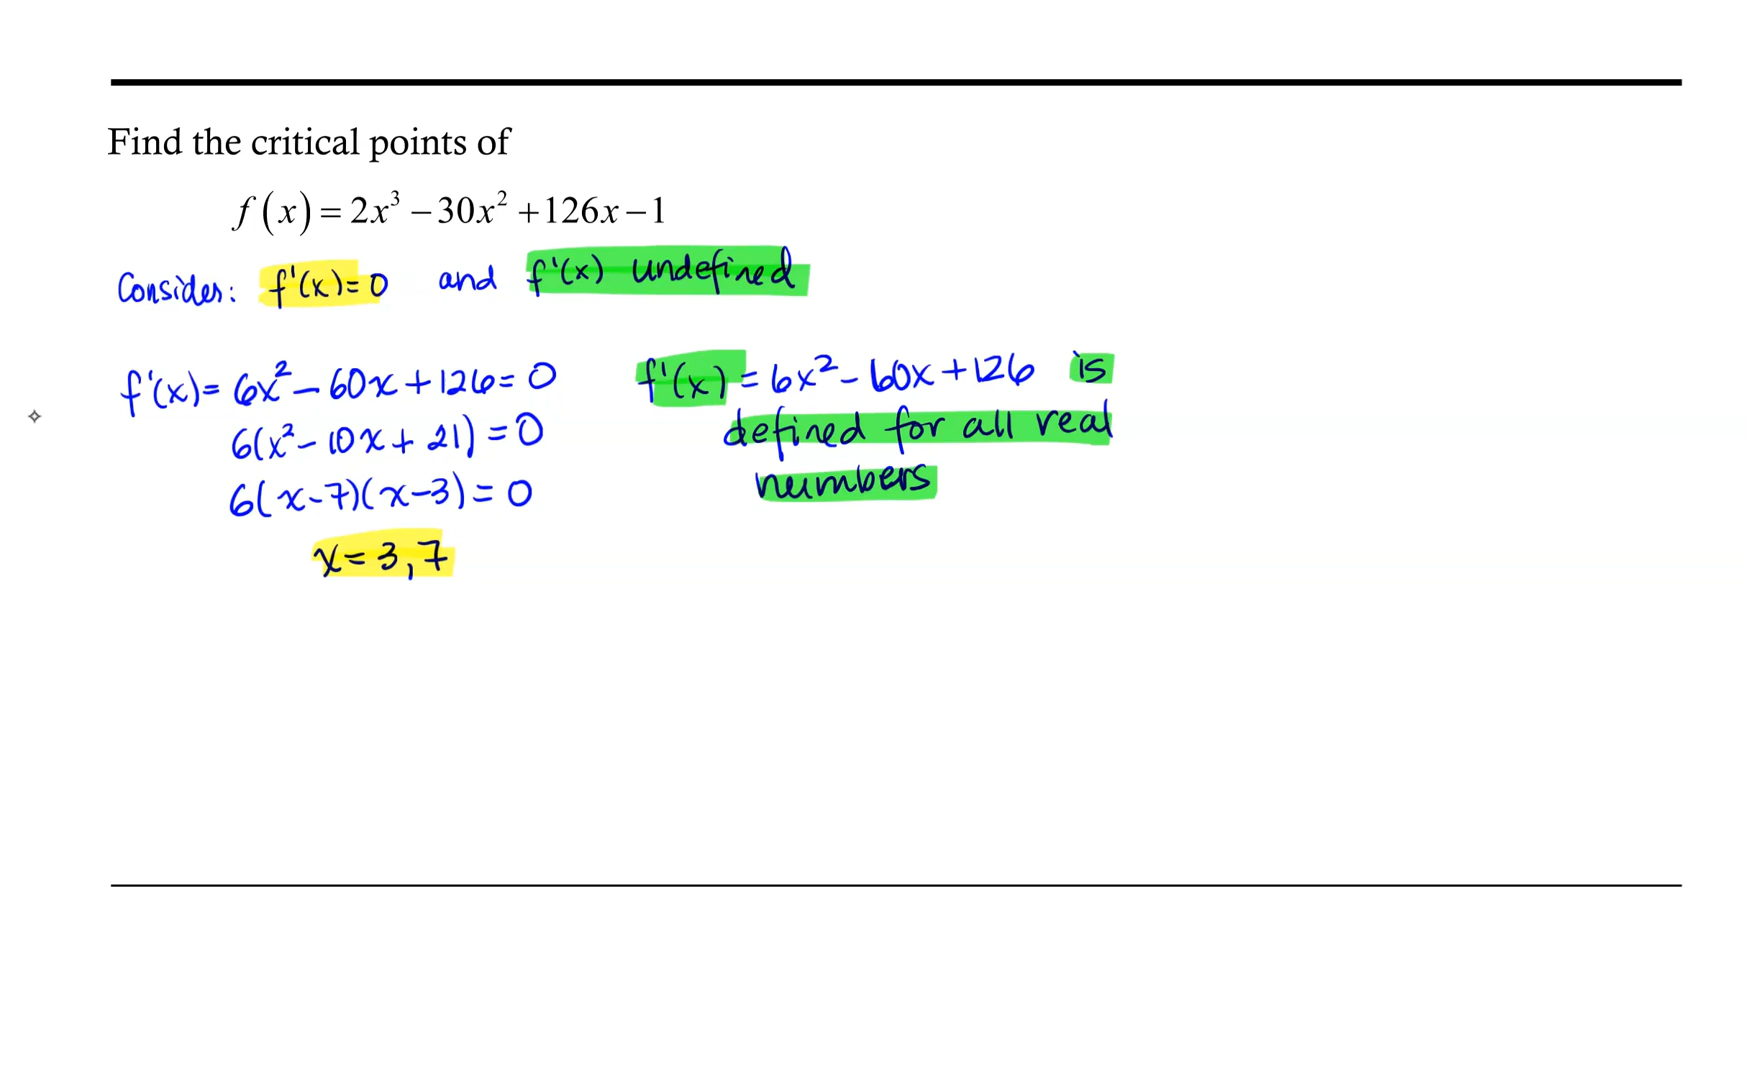 Find the critical points of
f(x) = 2x³ − 30x² + 126x − 1
Consider: f'(x) = 0 and f'(x) undefined
f'(x) = 6x² − 60x + 126 = 0
6(x² − 10x + 21) = 0
6(x − 7)(x − 3) = 0
x = 3, 7
f'(x) = 6x² − 60x + 126 is
defined for all real
numbers